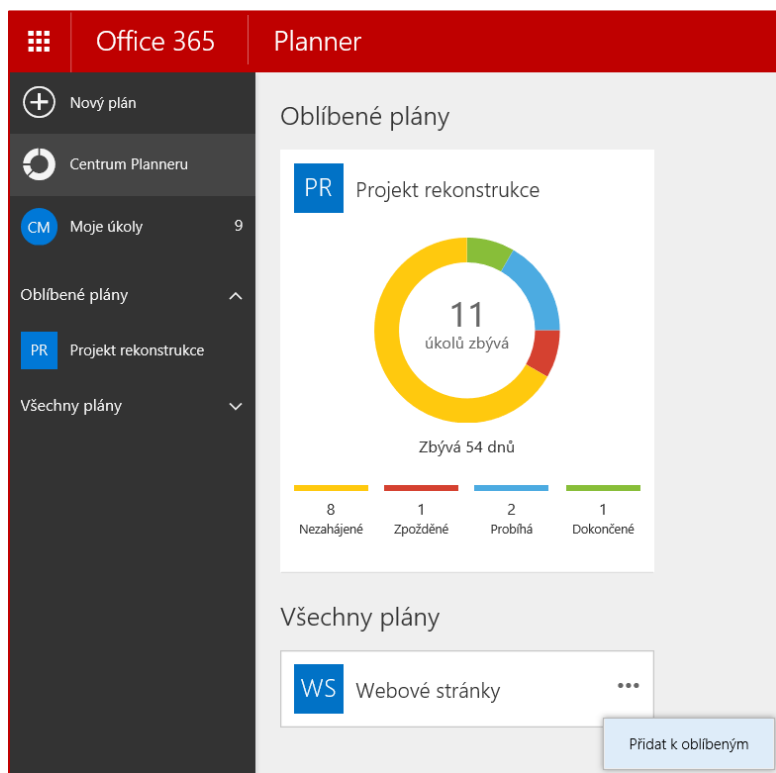 Office 365
Planner
Nový plán
Centrum Planneru
CM Moje úkoly 9
Oblíbené plány
PR Projekt rekonstrukce
Všechny plány
Oblíbené plány
PR Projekt rekonstrukce
11
úkolů zbývá
Zbývá 54 dnů
8 1 2 1
Nezahájené Zpožděné Probíhá Dokončené
Všechny plány
WS Webové stránky
Přidat k oblíbeným